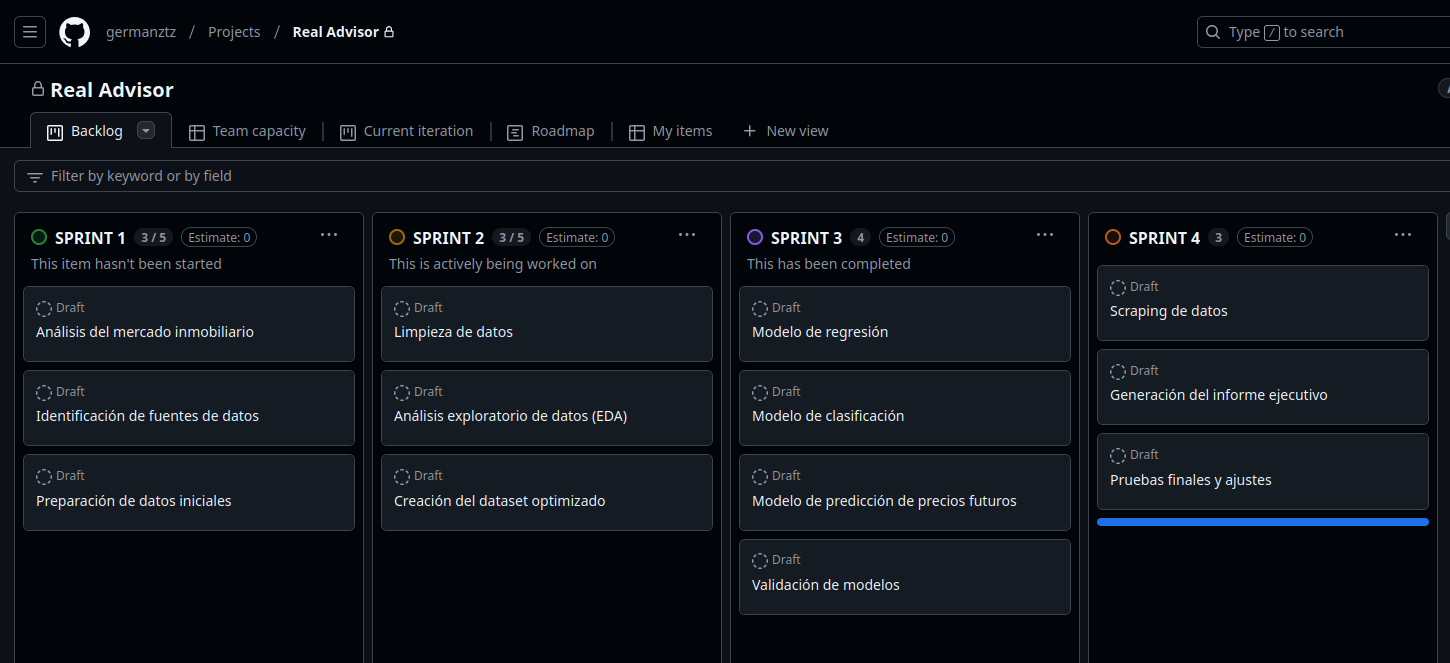 germanztz / Projects / Real Advisor
Type / to search
Real Advisor
Backlog
Team capacity
Current iteration
Roadmap
My items
New view
Filter by keyword or by field
SPRINT 1 3 / 5 Estimate: 0
This item hasn't been started
Draft
Análisis del mercado inmobiliario
Draft
Identificación de fuentes de datos
Draft
Preparación de datos iniciales
SPRINT 2 3 / 5 Estimate: 0
This is actively being worked on
Draft
Limpieza de datos
Draft
Análisis exploratorio de datos (EDA)
Draft
Creación del dataset optimizado
SPRINT 3 4 Estimate: 0
This has been completed
Draft
Modelo de regresión
Draft
Modelo de clasificación
Draft
Modelo de predicción de precios futuros
Draft
Validación de modelos
SPRINT 4 3 Estimate: 0
Draft
Scraping de datos
Draft
Generación del informe ejecutivo
Draft
Pruebas finales y ajustes